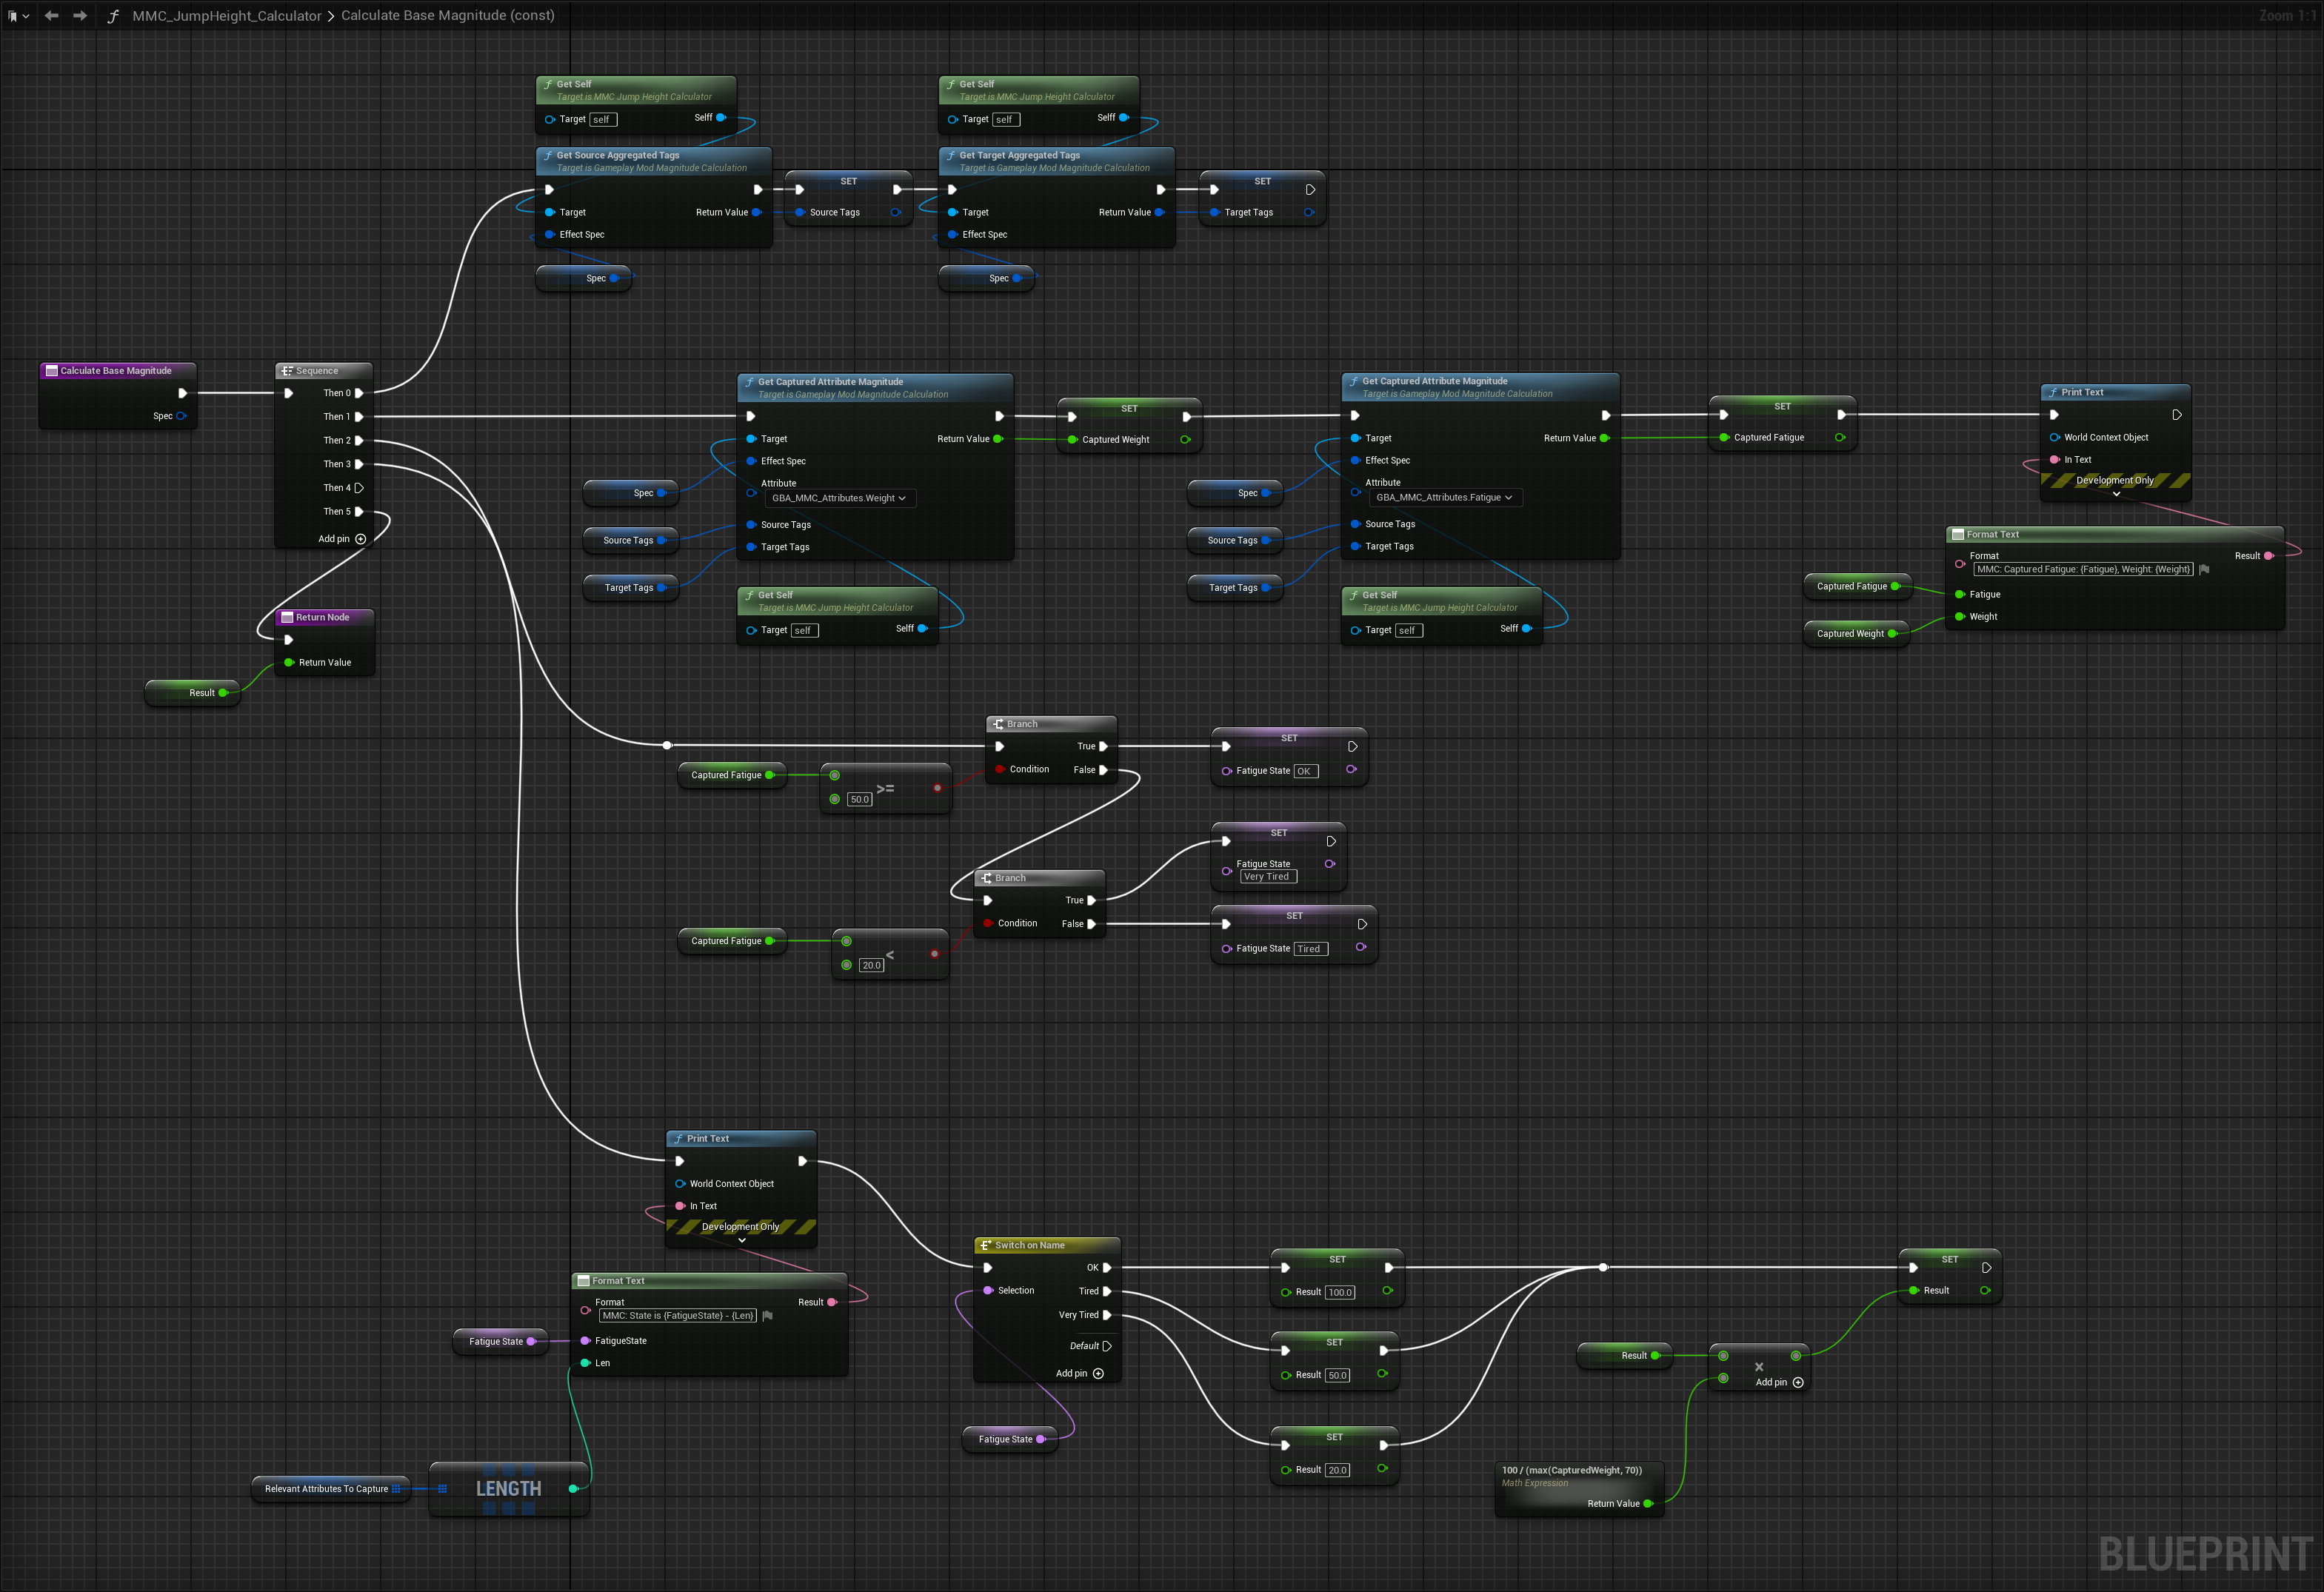 MMC_JumpHeight_Calculator > Calculate Base Magnitude (const)
Zoom 1:1
Get Self
Target is MMC Jump Height Calculator
Target self
Selff
Get Self
Target is MMC Jump Height Calculator
Target self
Selff
Get Source Aggregated Tags
Target is Gameplay Mod Magnitude Calculation
Target
Return Value
Effect Spec
SET
Source Tags
Get Target Aggregated Tags
Target is Gameplay Mod Magnitude Calculation
Target
Return Value
Effect Spec
SET
Target Tags
Spec
Spec
Calculate Base Magnitude
Spec
Sequence
Then 0
Then 1
Then 2
Then 3
Then 4
Then 5
Add pin
Return Node
Return Value
Result
Get Captured Attribute Magnitude
Target is Gameplay Mod Magnitude Calculation
Target
Return Value
Effect Spec
Attribute
GBA_MMC_Attributes.Weight
Source Tags
Target Tags
Spec
Source Tags
Target Tags
Get Self
Target is MMC Jump Height Calculator
Target self
Selff
SET
Captured Weight
Get Captured Attribute Magnitude
Target is Gameplay Mod Magnitude Calculation
Target
Return Value
Effect Spec
Attribute
GBA_MMC_Attributes.Fatigue
Source Tags
Target Tags
Spec
Source Tags
Target Tags
Get Self
Target is MMC Jump Height Calculator
Target self
Selff
SET
Captured Fatigue
Print Text
World Context Object
In Text
Development Only
Format Text
Format
Result
MMC: Captured Fatigue: {Fatigue}, Weight: {Weight}
Fatigue
Weight
Captured Fatigue
Captured Weight
Branch
True
Condition
False
Captured Fatigue
>=
50.0
SET
Fatigue State OK
SET
Fatigue State
Very Tired
Branch
True
Condition
False
Captured Fatigue
<
20.0
SET
Fatigue State Tired
Print Text
World Context Object
In Text
Development Only
Format Text
Format
Result
MMC: State is {FatigueState} - {Len}
FatigueState
Len
Fatigue State
Relevant Attributes To Capture
LENGTH
Switch on Name
OK
Selection
Tired
Very Tired
Default
Add pin
Fatigue State
SET
Result 100.0
SET
Result 50.0
SET
Result 20.0
SET
Result
Result
x
Add pin
100 / (max(CapturedWeight, 70))
Math Expression
Return Value
BLUEPRINT